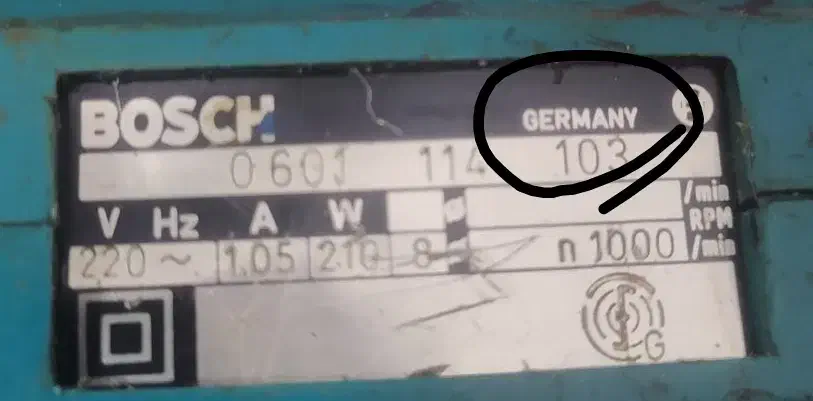 BOSCH GERMANY
0 601 114 103
V Hz A W ø /min RPM
220 ~ 1.05 210 8 n 1000 /min
G